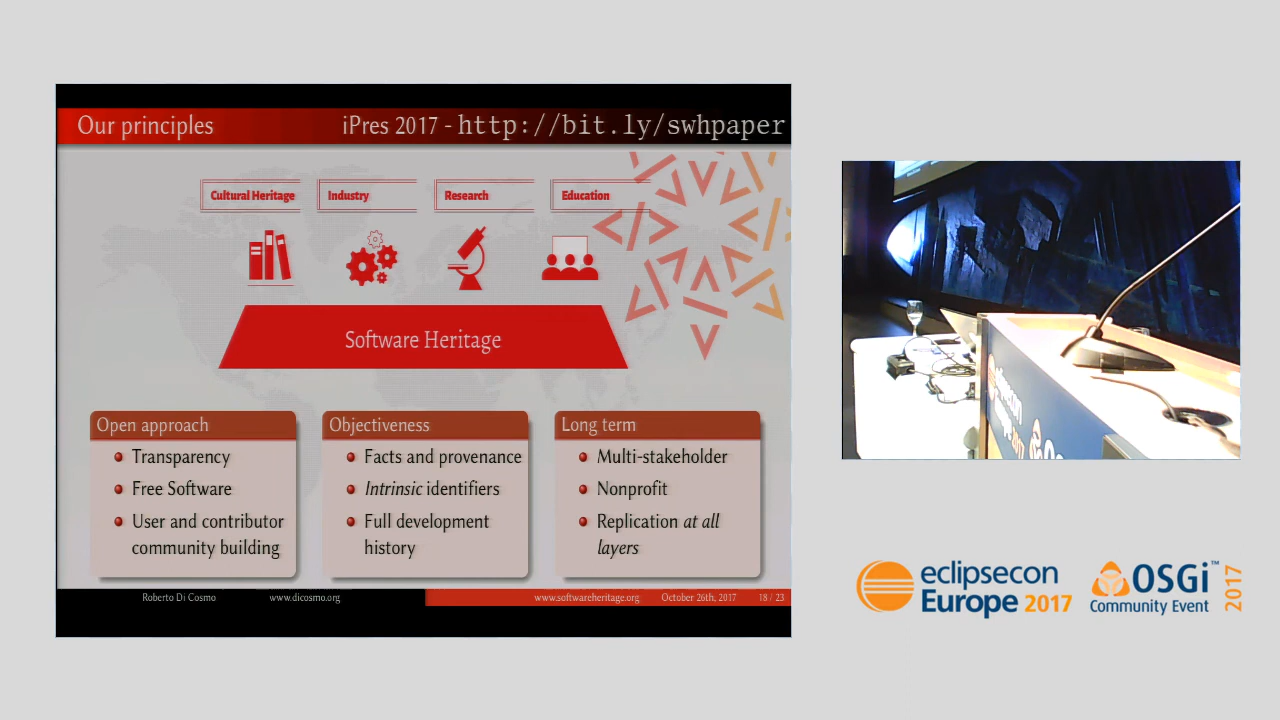 Our principles
iPres 2017 - http://bit.ly/swhpaper
Cultural Heritage
Industry
Research
Education
Software Heritage
Open approach
Transparency
Free Software
User and contributor
community building
Objectiveness
Facts and provenance
Intrinsic identifiers
Full development
history
Long term
Multi-stakeholder
Nonprofit
Replication at all
layers
Roberto Di Cosmo
www.dicosmo.org
www.softwareheritage.org
October 26th, 2017
18 / 23
eclipsecon
Europe 2017
OSGi™
Community Event
2017